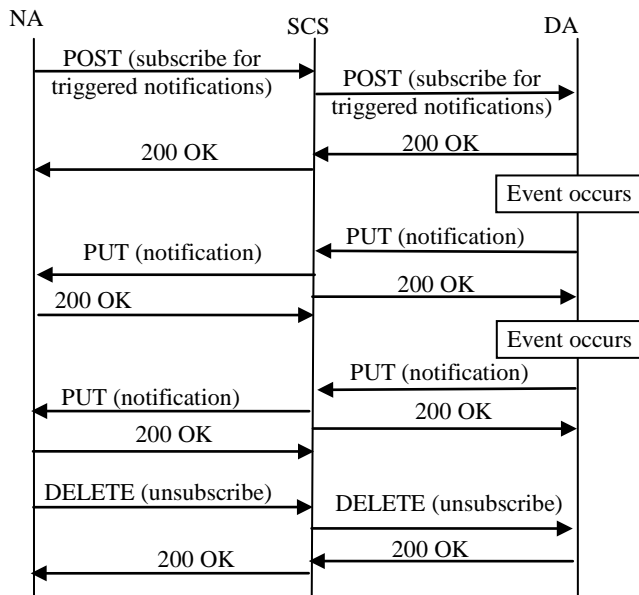 NA
SCS
DA
POST (subscribe for
triggered notifications)
POST (subscribe for
triggered notifications)
200 OK
200 OK
Event occurs
PUT (notification)
PUT (notification)
200 OK
200 OK
Event occurs
PUT (notification)
PUT (notification)
200 OK
200 OK
DELETE (unsubscribe)
DELETE (unsubscribe)
200 OK
200 OK